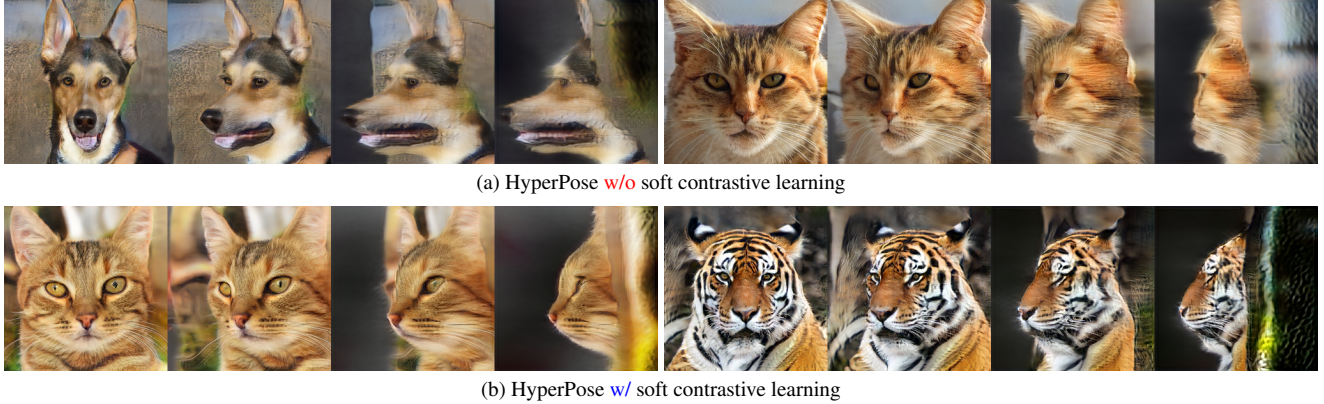 (a) HyperPose w/o soft contrastive learning
(b) HyperPose w/ soft contrastive learning